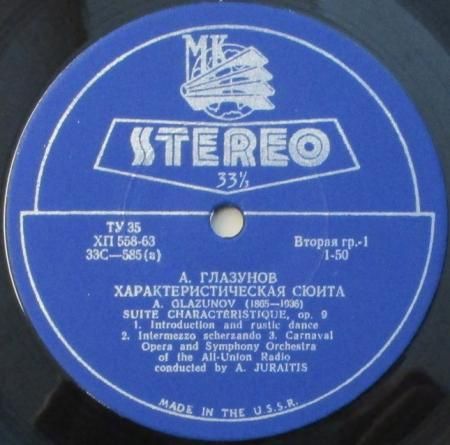 МК
STEREO
33⅓
ТУ 35
ХП 558-63
33С—585(а)
Вторая гр.-1
1-50
А. ГЛАЗУНОВ
ХАРАКТЕРИСТИЧЕСКАЯ СЮИТА
A. GLAZUNOV (1865—1936)
SUITE CHARACTÉRISTIQUE, op. 9
1. Introduction and rustic dance
2. Intermezzo scherzando 3. Carnaval
Opera and Symphony Orchestra
of the All-Union Radio
conducted by A. JURAITIS
MADE IN THE U.S.S.R.